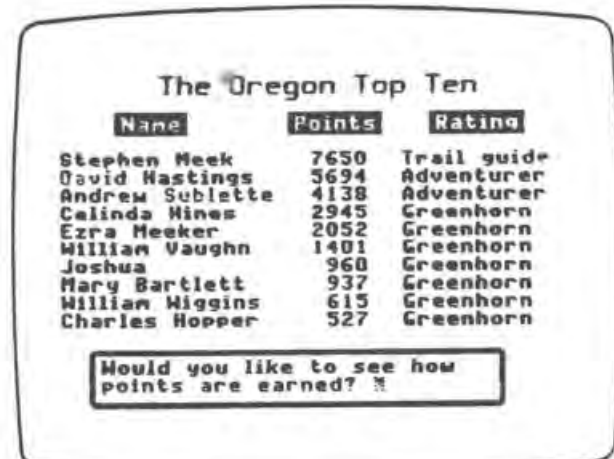 The Oregon Top Ten
Name Points Rating
Stephen Meek 7650 Trail guide
David Hastings 5694 Adventurer
Andrew Sublette 4138 Adventurer
Celinda Hines 2945 Greenhorn
Ezra Meeker 2052 Greenhorn
William Vaughn 1401 Greenhorn
Joshua 960 Greenhorn
Mary Bartlett 937 Greenhorn
William Wiggins 615 Greenhorn
Charles Hopper 527 Greenhorn
Would you like to see how
points are earned?